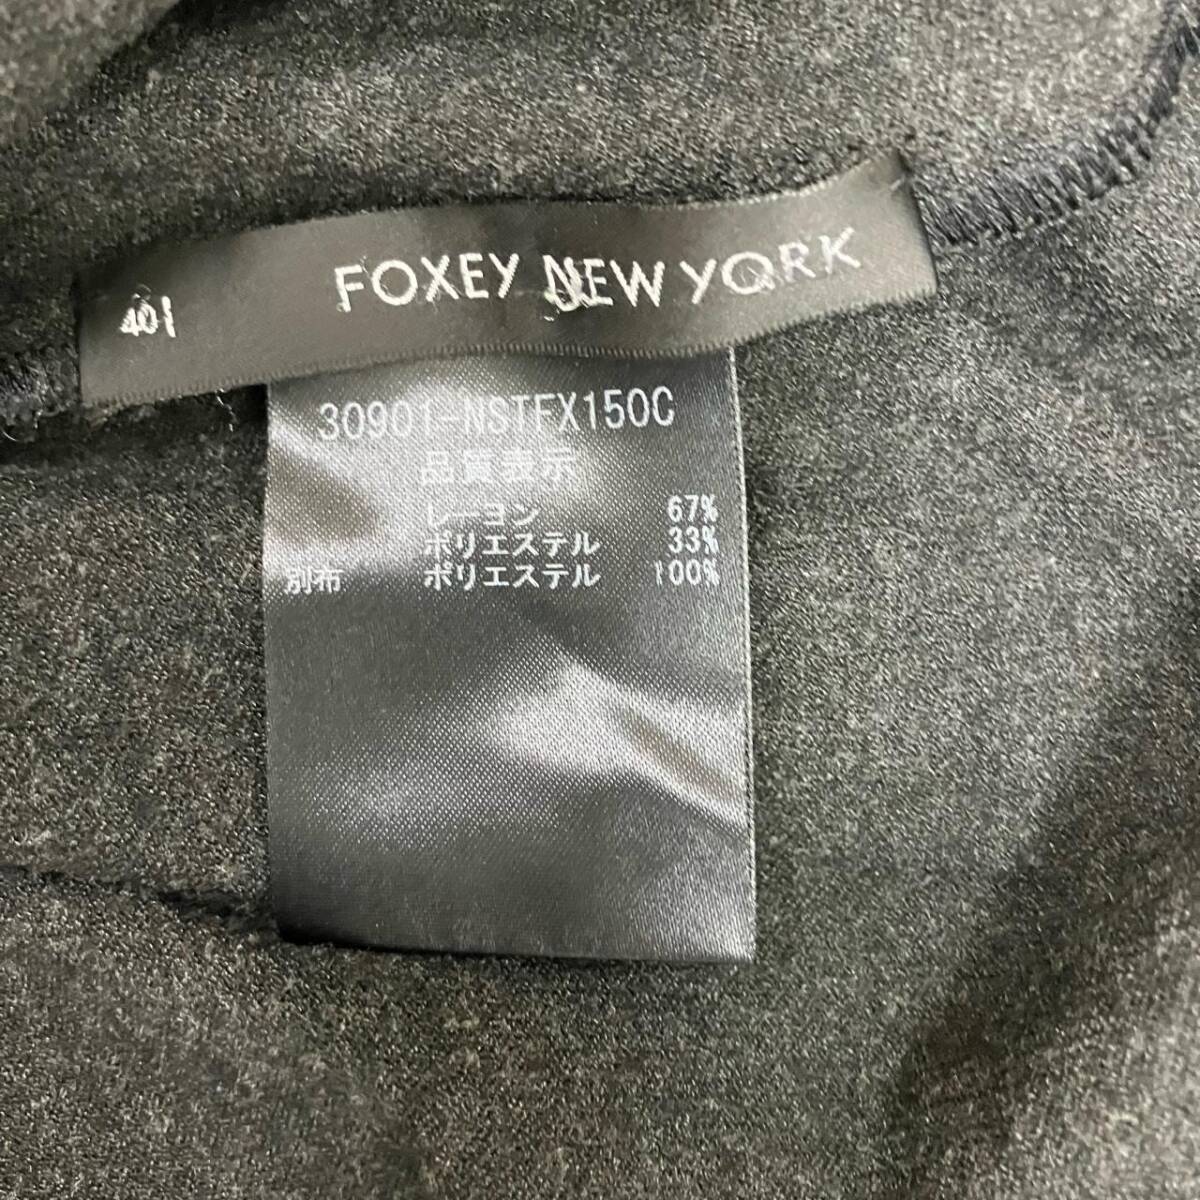 FOXEY NEW YORK
401
30901-NSTFX150C
品質表示
レーヨン 67%
ポリエステル 33%
別布 ポリエステル 100%